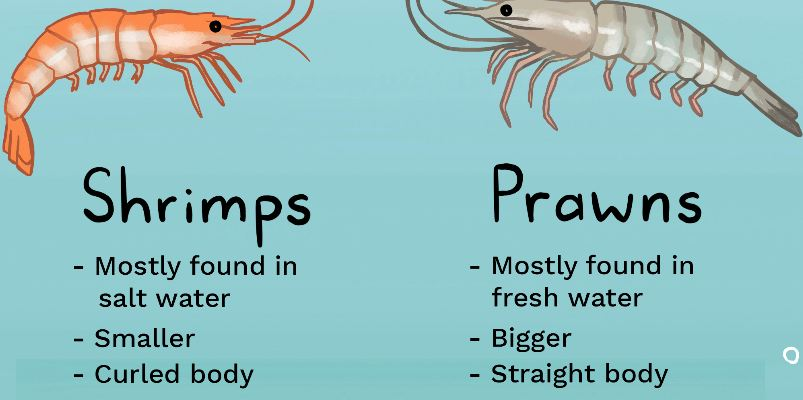 Shrimps
- Mostly found in
salt water
- Smaller
- Curled body
Prawns
- Mostly found in
fresh water
- Bigger
- Straight body